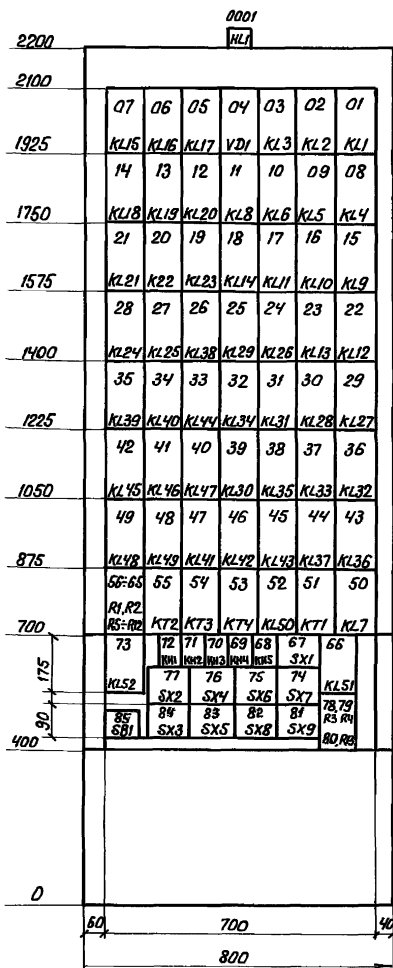 0001
HL1
2200
2100
07 06 05 04 03 02 01
KL15 KL16 KL17 VD1 KL3 KL2 KL1
1925
14 13 12 11 10 09 08
KL18 KL19 KL20 KL8 KL6 KL5 KL4
1750
21 20 19 18 17 16 15
KL21 K22 KL23 KL14 KL11 KL10 KL9
1575
28 27 26 25 24 23 22
KL24 KL25 KL38 KL29 KL26 KL13 KL12
1400
35 34 33 32 31 30 29
KL39 KL40 KL44 KL34 KL31 KL28 KL27
1225
42 41 40 39 38 37 36
KL45 KL46 KL47 KL30 KL35 KL33 KL32
1050
49 48 47 46 45 44 43
KL48 KL49 KL41 KL42 KL43 KL37 KL36
875
56÷65 55 54 53 52 51 50
R1, R2
R5÷R12 KT2 KT3 KT4 KL50 KT1 KL7
700
73 72 71 70 69 68 67 66
KH1 KH2 KH3 KH4 KH5 SX1
175
77 76 75 74
KL52 SX2 SX4 SX6 SX7 KL51
90
85 84 83 82 81 78,79
SB1 SX3 SX5 SX8 SX9 R3 R4
80, R13
400
0
60 700 40
800